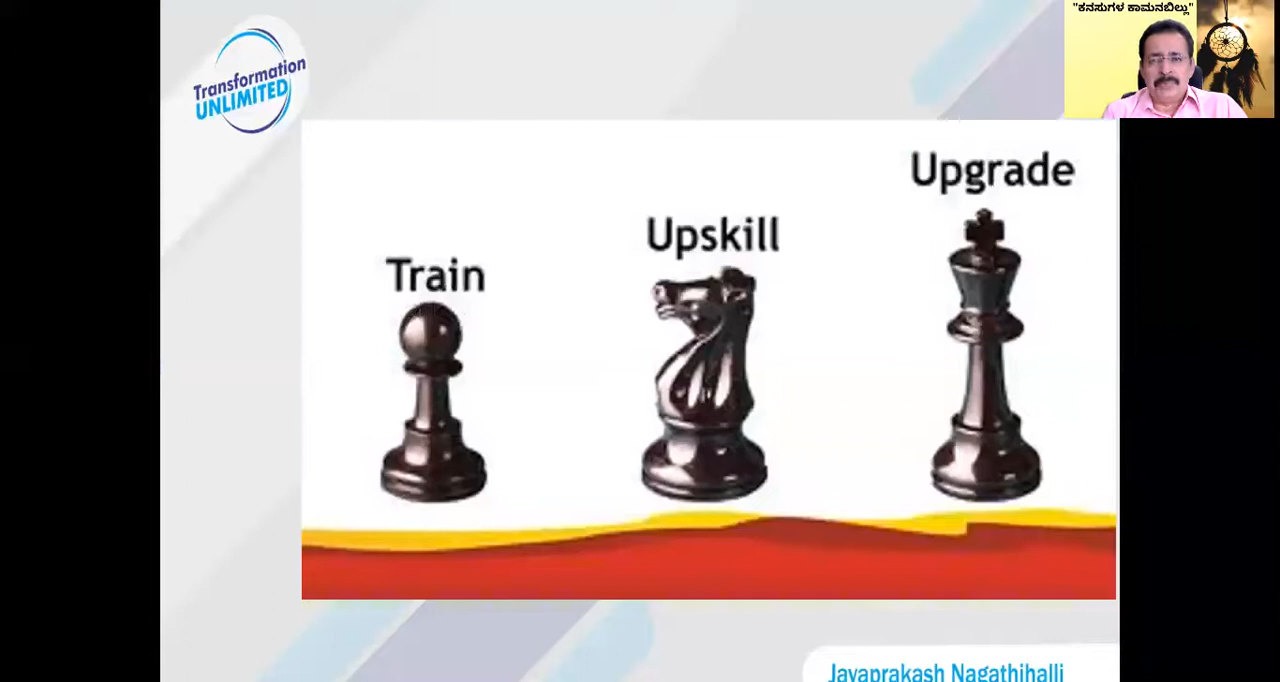 "ಕನಸುಗಳ ಕಾಮನಬಿಲ್ಲು"
Transformation
UNLIMITED
Upgrade
Upskill
Train
Jayaprakash Nagathihalli